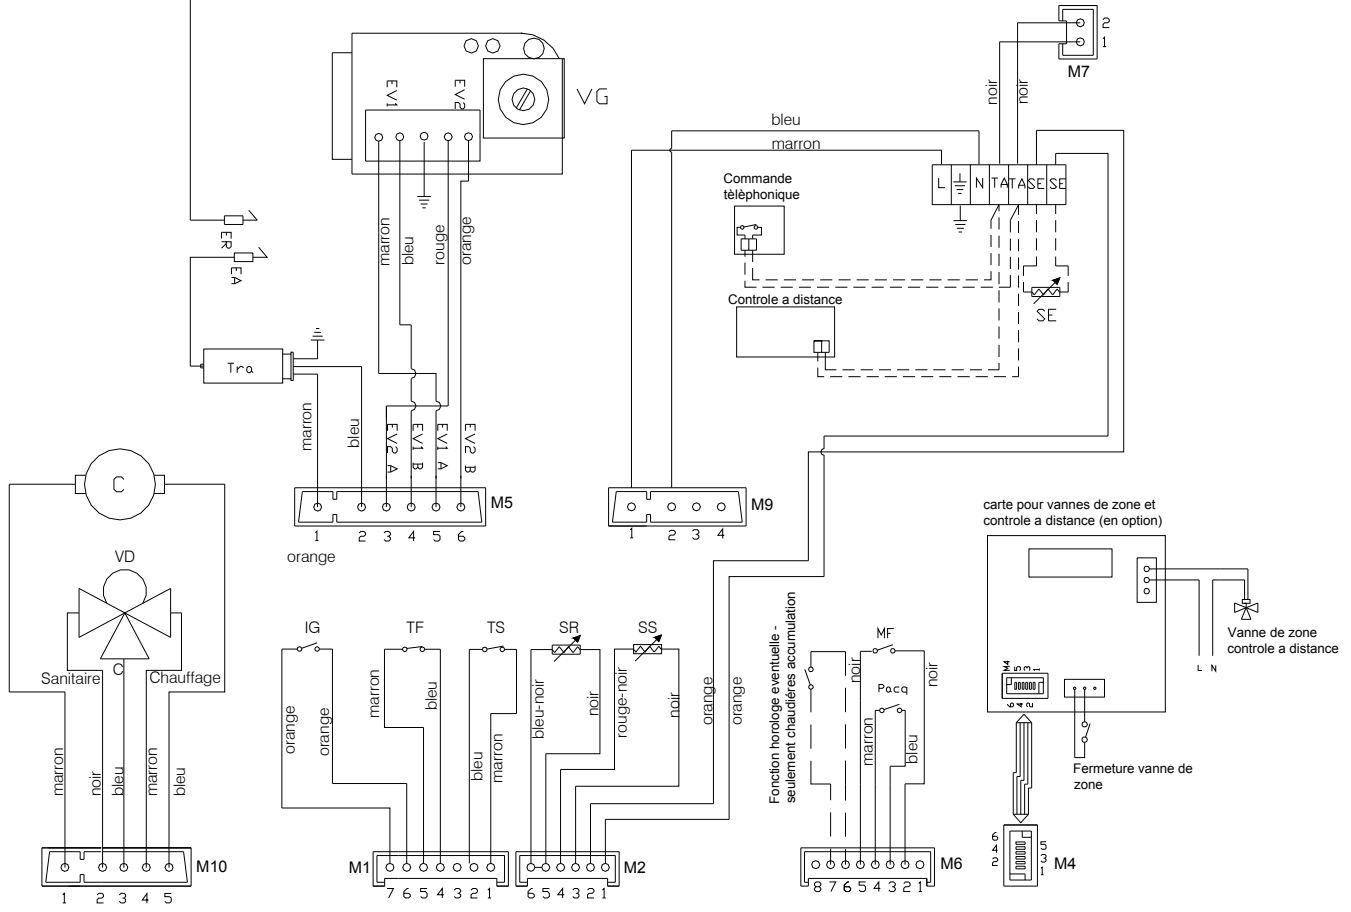 2
1
M7
noir
noir
EV1
EV2
VG
bleu
marron
L
N
TA
TA
SE
SE
Commande
tèlèphonique
ER
EA
marron
bleu
rouge
orange
Controle a distance
SE
Tra
marron
bleu
EV2 A
EV1 B
EV1 A
EV2 B
C
M5
1 2 3 4 5 6
orange
M9
1 2 3 4
carte pour vannes de zone et
controle a distance (en option)
VD
C
Sanitaire
Chauffage
marron
noir
bleu
marron
bleu
M10
1 2 3 4 5
IG
TF
TS
SR
SS
orange
orange
marron
bleu
bleu
marron
bleu-noir
noir
rouge-noir
noir
orange
orange
M1
7 6 5 4 3 2 1
M2
6 5 4 3 2 1
Fonction horologe eventuelle -
seulement chaudiéres accumulation
MF
noir
noir
Pacq
marron
bleu
M6
8 7 6 5 4 3 2 1
M4
5 3 1
6 4 2
L N
Vanne de zone
controle a distance
Fermeture vanne de
zone
6
4
2
5
3
1
M4